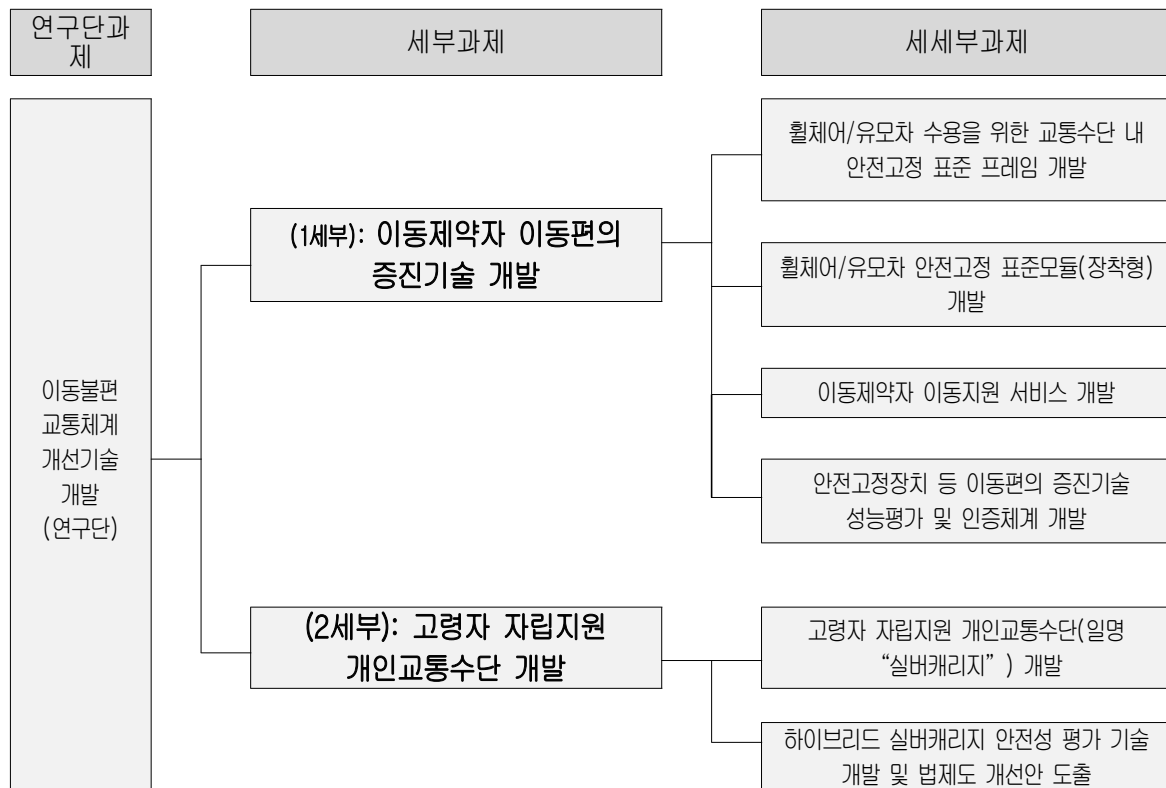 연구단과
제
세부과제
세세부과제
이동불편
교통체계
개선기술
개발
(연구단)
(1세부): 이동제약자 이동편의
증진기술 개발
휠체어/유모차 수용을 위한 교통수단 내
안전고정 표준 프레임 개발
휠체어/유모차 안전고정 표준모듈(장착형)
개발
이동제약자 이동지원 서비스 개발
안전고정장치 등 이동편의 증진기술
성능평가 및 인증체계 개발
(2세부): 고령자 자립지원
개인교통수단 개발
고령자 자립지원 개인교통수단(일명
“실버캐리지” ) 개발
하이브리드 실버캐리지 안전성 평가 기술
개발 및 법제도 개선안 도출